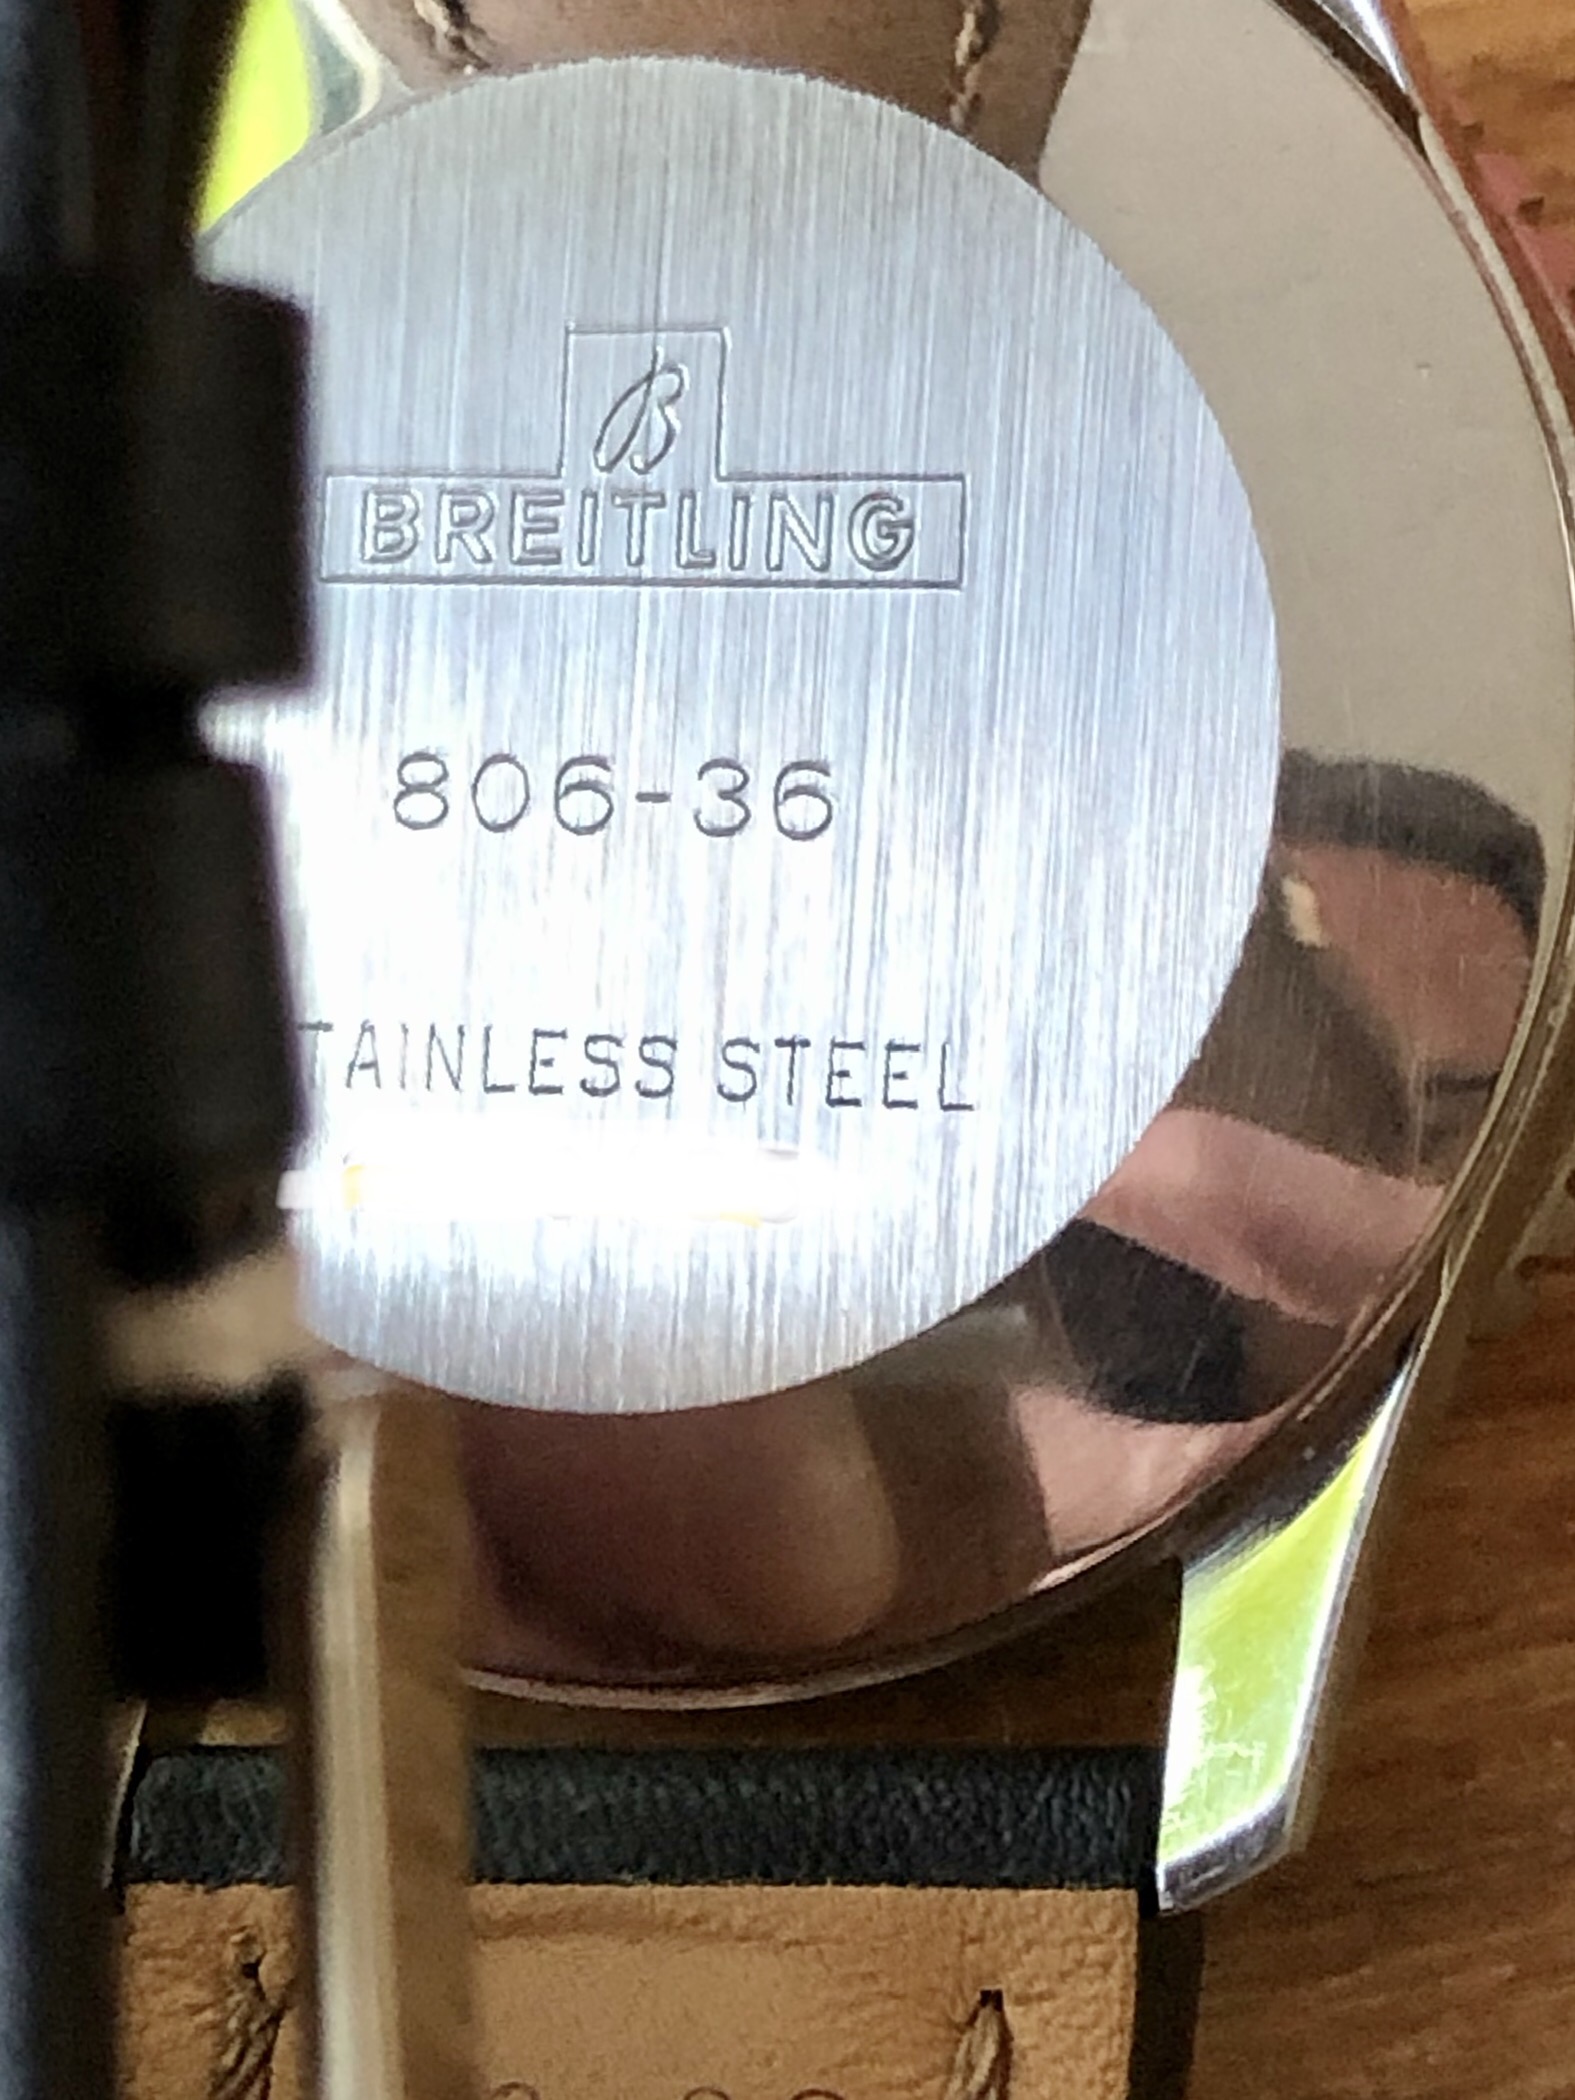 B
BREITLING
806-36
TAINLESS STEEL